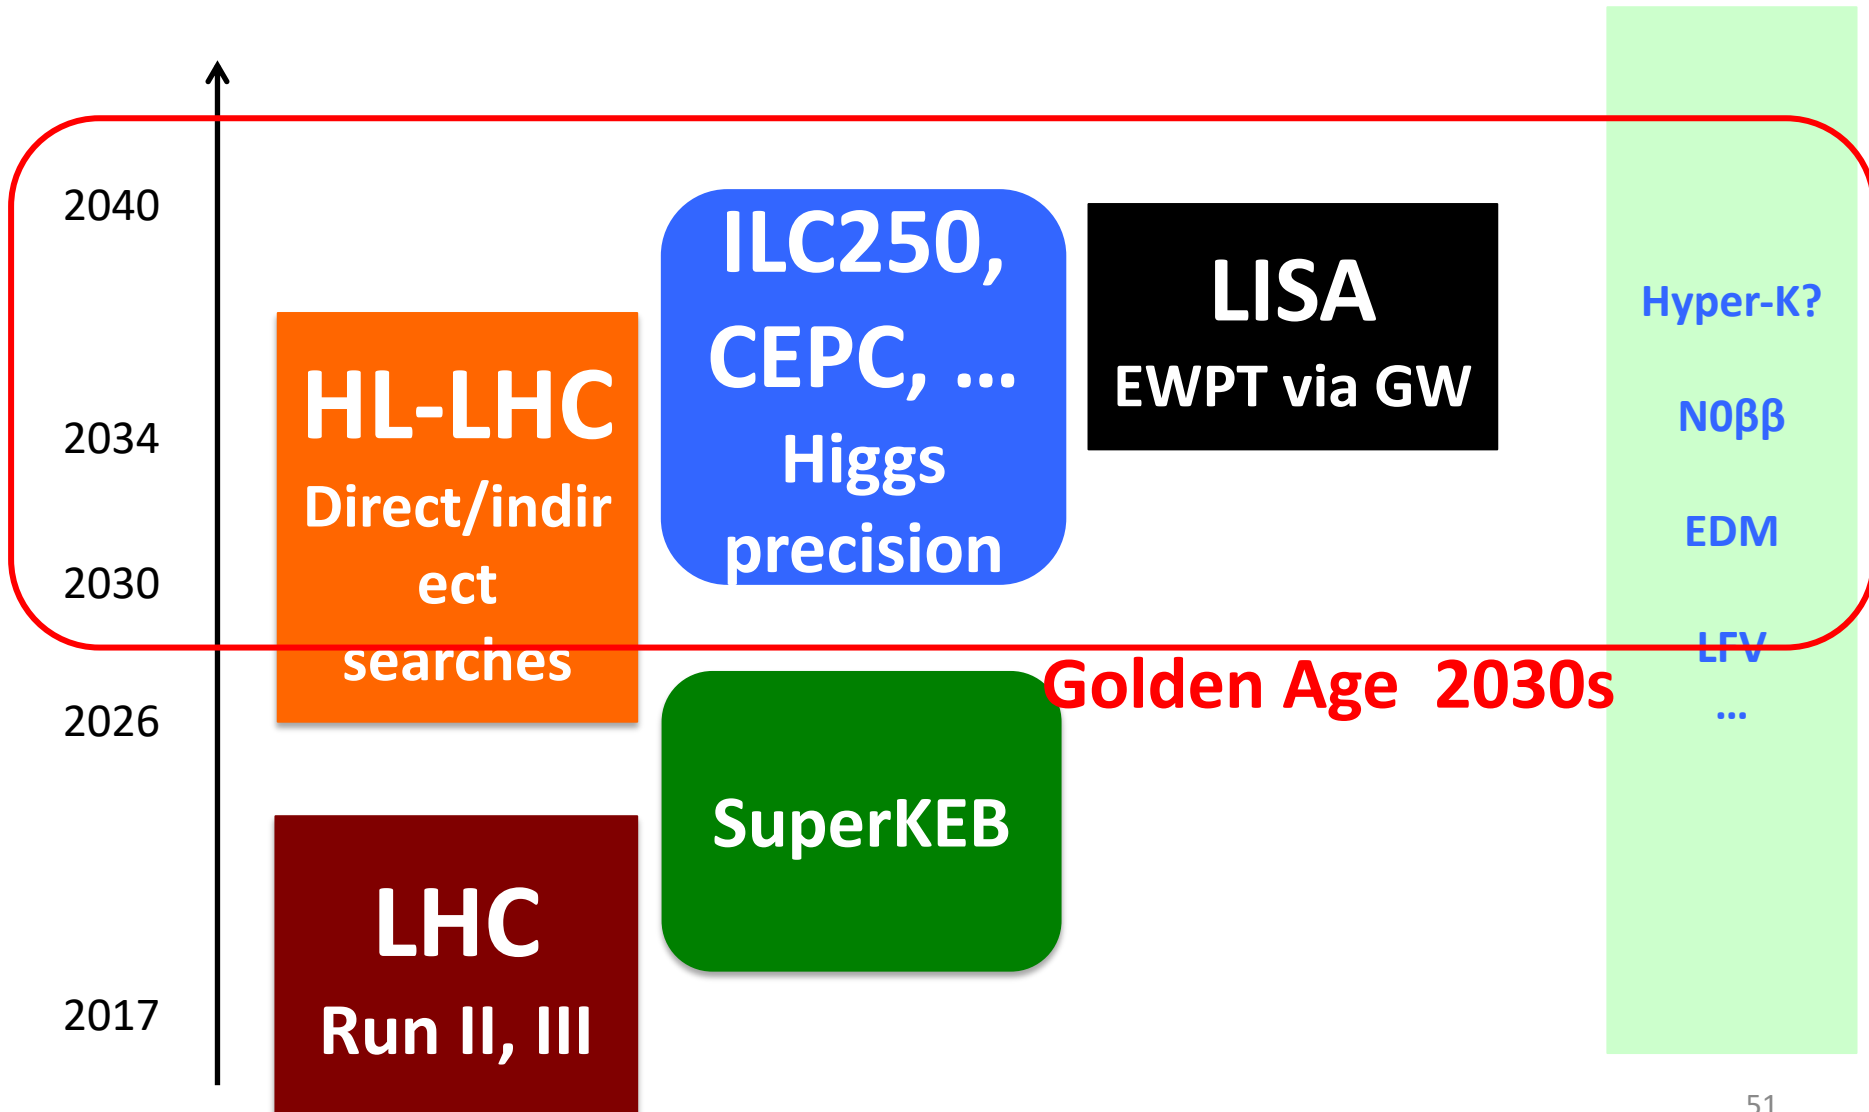 2040
2034
2030
2026
2017
HL-LHC
Direct/indir
ect
searches
LHC
Run II, III
ILC250,
CEPC, ...
Higgs
precision
SuperKEB
LISA
EWPT via GW
Golden Age 2030s
Hyper-K?
N0ββ
EDM
LFV
...
51